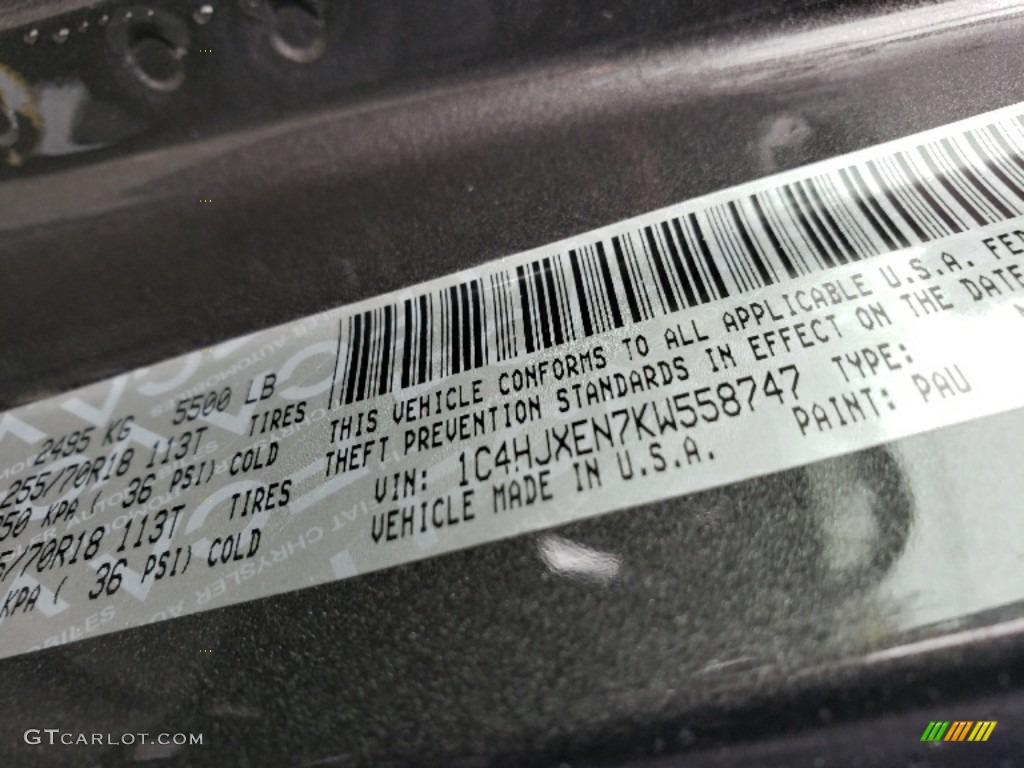 2495 KG 5500 LB
255/70R18 113T TIRES
250 KPA ( 36 PSI) COLD
5/70R18 113T TIRES
KPA ( 36 PSI) COLD
THIS VEHICLE CONFORMS TO ALL APPLICABLE U.S.A. FED
THEFT PREVENTION STANDARDS IN EFFECT ON THE DATE
VIN: 1C4HJXEN7KW558747 TYPE:
VEHICLE MADE IN U.S.A. PAINT: PAU
GTCARLOT.COM